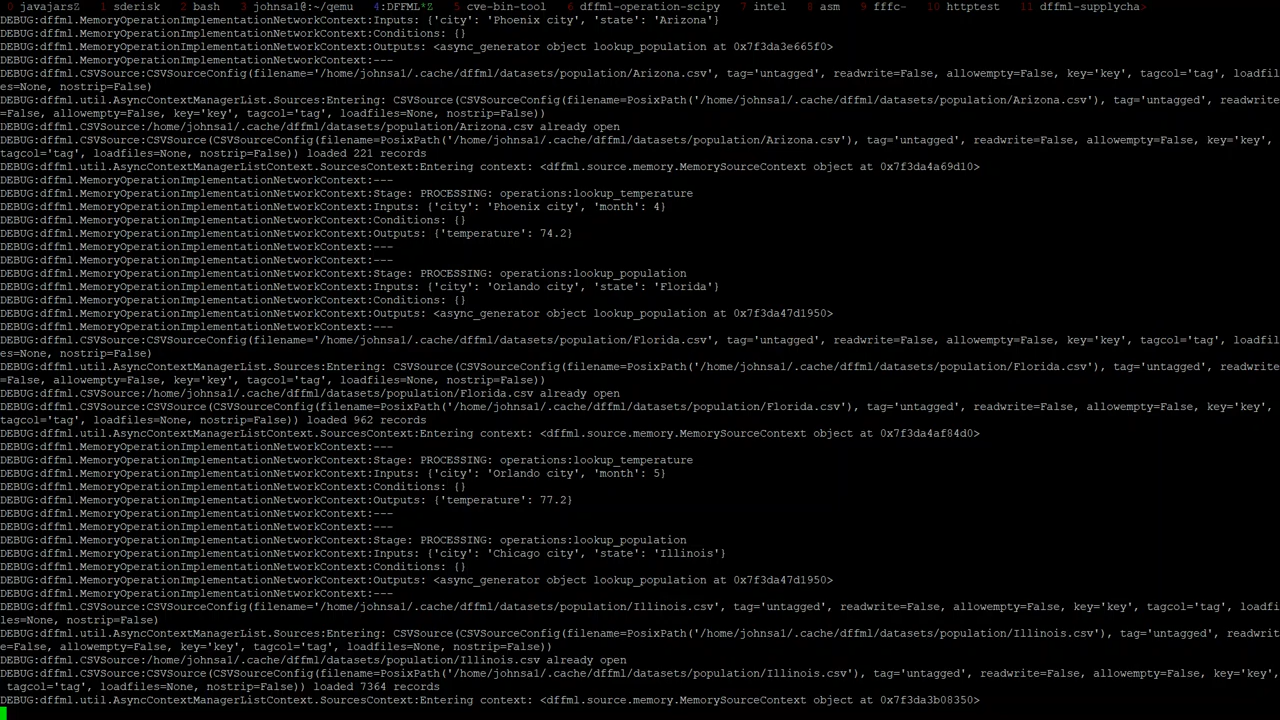 0 javajarsZ 1 sderisk 2 bash 3 johnsa1@:~/qemu 4:DFFML*Z 5 cve-bin-tool 6 dffml-operation-scipy 7 intel 8 asm 9 fffc- 10 httptest 11 dffml-supplycha>
DEBUG:dffml.MemoryOperationImplementationNetworkContext:Inputs: {'city': 'Phoenix city', 'state': 'Arizona'}
DEBUG:dffml.MemoryOperationImplementationNetworkContext:Conditions: {}
DEBUG:dffml.MemoryOperationImplementationNetworkContext:Outputs: <async_generator object lookup_population at 0x7f3da3e665f0>
DEBUG:dffml.MemoryOperationImplementationNetworkContext:---
DEBUG:dffml.CSVSource:CSVSourceConfig(filename='/home/johnsa1/.cache/dffml/datasets/population/Arizona.csv', tag='untagged', readwrite=False, allowempty=False, key='key', tagcol='tag', loadfil
es=None, nostrip=False)
DEBUG:dffml.util.AsyncContextManagerList.Sources:Entering: CSVSource(CSVSourceConfig(filename=PosixPath('/home/johnsa1/.cache/dffml/datasets/population/Arizona.csv'), tag='untagged', readwrite
=False, allowempty=False, key='key', tagcol='tag', loadfiles=None, nostrip=False))
DEBUG:dffml.CSVSource:/home/johnsa1/.cache/dffml/datasets/population/Arizona.csv already open
DEBUG:dffml.CSVSource:CSVSource(CSVSourceConfig(filename=PosixPath('/home/johnsa1/.cache/dffml/datasets/population/Arizona.csv'), tag='untagged', readwrite=False, allowempty=False, key='key',
tagcol='tag', loadfiles=None, nostrip=False)) loaded 221 records
DEBUG:dffml.util.AsyncContextManagerListContext.SourcesContext:Entering context: <dffml.source.memory.MemorySourceContext object at 0x7f3da4a69d10>
DEBUG:dffml.MemoryOperationImplementationNetworkContext:---
DEBUG:dffml.MemoryOperationImplementationNetworkContext:Stage: PROCESSING: operations:lookup_temperature
DEBUG:dffml.MemoryOperationImplementationNetworkContext:Inputs: {'city': 'Phoenix city', 'month': 4}
DEBUG:dffml.MemoryOperationImplementationNetworkContext:Conditions: {}
DEBUG:dffml.MemoryOperationImplementationNetworkContext:Outputs: {'temperature': 74.2}
DEBUG:dffml.MemoryOperationImplementationNetworkContext:---
DEBUG:dffml.MemoryOperationImplementationNetworkContext:---
DEBUG:dffml.MemoryOperationImplementationNetworkContext:Stage: PROCESSING: operations:lookup_population
DEBUG:dffml.MemoryOperationImplementationNetworkContext:Inputs: {'city': 'Orlando city', 'state': 'Florida'}
DEBUG:dffml.MemoryOperationImplementationNetworkContext:Conditions: {}
DEBUG:dffml.MemoryOperationImplementationNetworkContext:Outputs: <async_generator object lookup_population at 0x7f3da47d1950>
DEBUG:dffml.MemoryOperationImplementationNetworkContext:---
DEBUG:dffml.CSVSource:CSVSourceConfig(filename='/home/johnsa1/.cache/dffml/datasets/population/Florida.csv', tag='untagged', readwrite=False, allowempty=False, key='key', tagcol='tag', loadfil
es=None, nostrip=False)
DEBUG:dffml.util.AsyncContextManagerList.Sources:Entering: CSVSource(CSVSourceConfig(filename=PosixPath('/home/johnsa1/.cache/dffml/datasets/population/Florida.csv'), tag='untagged', readwrite
=False, allowempty=False, key='key', tagcol='tag', loadfiles=None, nostrip=False))
DEBUG:dffml.CSVSource:/home/johnsa1/.cache/dffml/datasets/population/Florida.csv already open
DEBUG:dffml.CSVSource:CSVSource(CSVSourceConfig(filename=PosixPath('/home/johnsa1/.cache/dffml/datasets/population/Florida.csv'), tag='untagged', readwrite=False, allowempty=False, key='key',
tagcol='tag', loadfiles=None, nostrip=False)) loaded 962 records
DEBUG:dffml.util.AsyncContextManagerListContext.SourcesContext:Entering context: <dffml.source.memory.MemorySourceContext object at 0x7f3da4af84d0>
DEBUG:dffml.MemoryOperationImplementationNetworkContext:---
DEBUG:dffml.MemoryOperationImplementationNetworkContext:Stage: PROCESSING: operations:lookup_temperature
DEBUG:dffml.MemoryOperationImplementationNetworkContext:Inputs: {'city': 'Orlando city', 'month': 5}
DEBUG:dffml.MemoryOperationImplementationNetworkContext:Conditions: {}
DEBUG:dffml.MemoryOperationImplementationNetworkContext:Outputs: {'temperature': 77.2}
DEBUG:dffml.MemoryOperationImplementationNetworkContext:---
DEBUG:dffml.MemoryOperationImplementationNetworkContext:---
DEBUG:dffml.MemoryOperationImplementationNetworkContext:Stage: PROCESSING: operations:lookup_population
DEBUG:dffml.MemoryOperationImplementationNetworkContext:Inputs: {'city': 'Chicago city', 'state': 'Illinois'}
DEBUG:dffml.MemoryOperationImplementationNetworkContext:Conditions: {}
DEBUG:dffml.MemoryOperationImplementationNetworkContext:Outputs: <async_generator object lookup_population at 0x7f3da47d1950>
DEBUG:dffml.MemoryOperationImplementationNetworkContext:---
DEBUG:dffml.CSVSource:CSVSourceConfig(filename='/home/johnsa1/.cache/dffml/datasets/population/Illinois.csv', tag='untagged', readwrite=False, allowempty=False, key='key', tagcol='tag', loadfi
les=None, nostrip=False)
DEBUG:dffml.util.AsyncContextManagerList.Sources:Entering: CSVSource(CSVSourceConfig(filename=PosixPath('/home/johnsa1/.cache/dffml/datasets/population/Illinois.csv'), tag='untagged', readwrit
e=False, allowempty=False, key='key', tagcol='tag', loadfiles=None, nostrip=False))
DEBUG:dffml.CSVSource:/home/johnsa1/.cache/dffml/datasets/population/Illinois.csv already open
DEBUG:dffml.CSVSource:CSVSource(CSVSourceConfig(filename=PosixPath('/home/johnsa1/.cache/dffml/datasets/population/Illinois.csv'), tag='untagged', readwrite=False, allowempty=False, key='key',
tagcol='tag', loadfiles=None, nostrip=False)) loaded 7364 records
DEBUG:dffml.util.AsyncContextManagerListContext.SourcesContext:Entering context: <dffml.source.memory.MemorySourceContext object at 0x7f3da3b08350>